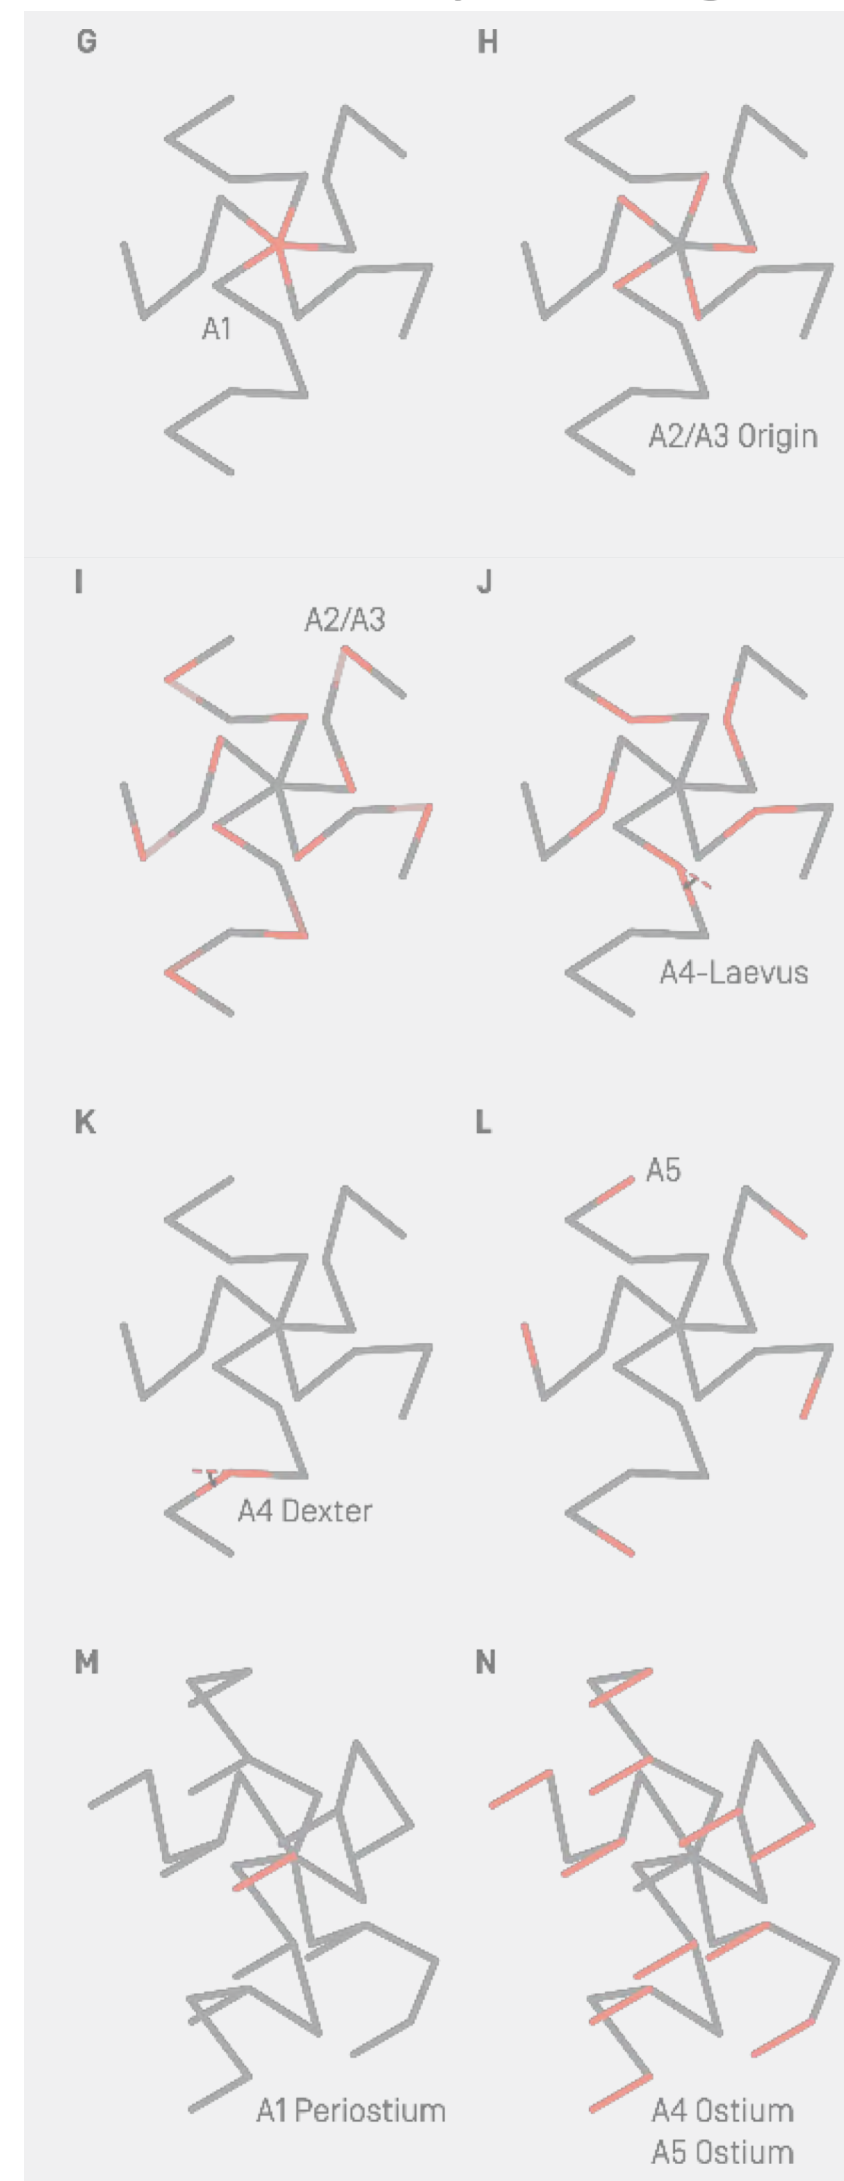 G
H
A1
A2/A3 Origin
I
J
A2/A3
A4-Laevus
K
L
A5
A4 Dexter
M
N
A1 Periostium
A4 Ostium
A5 Ostium